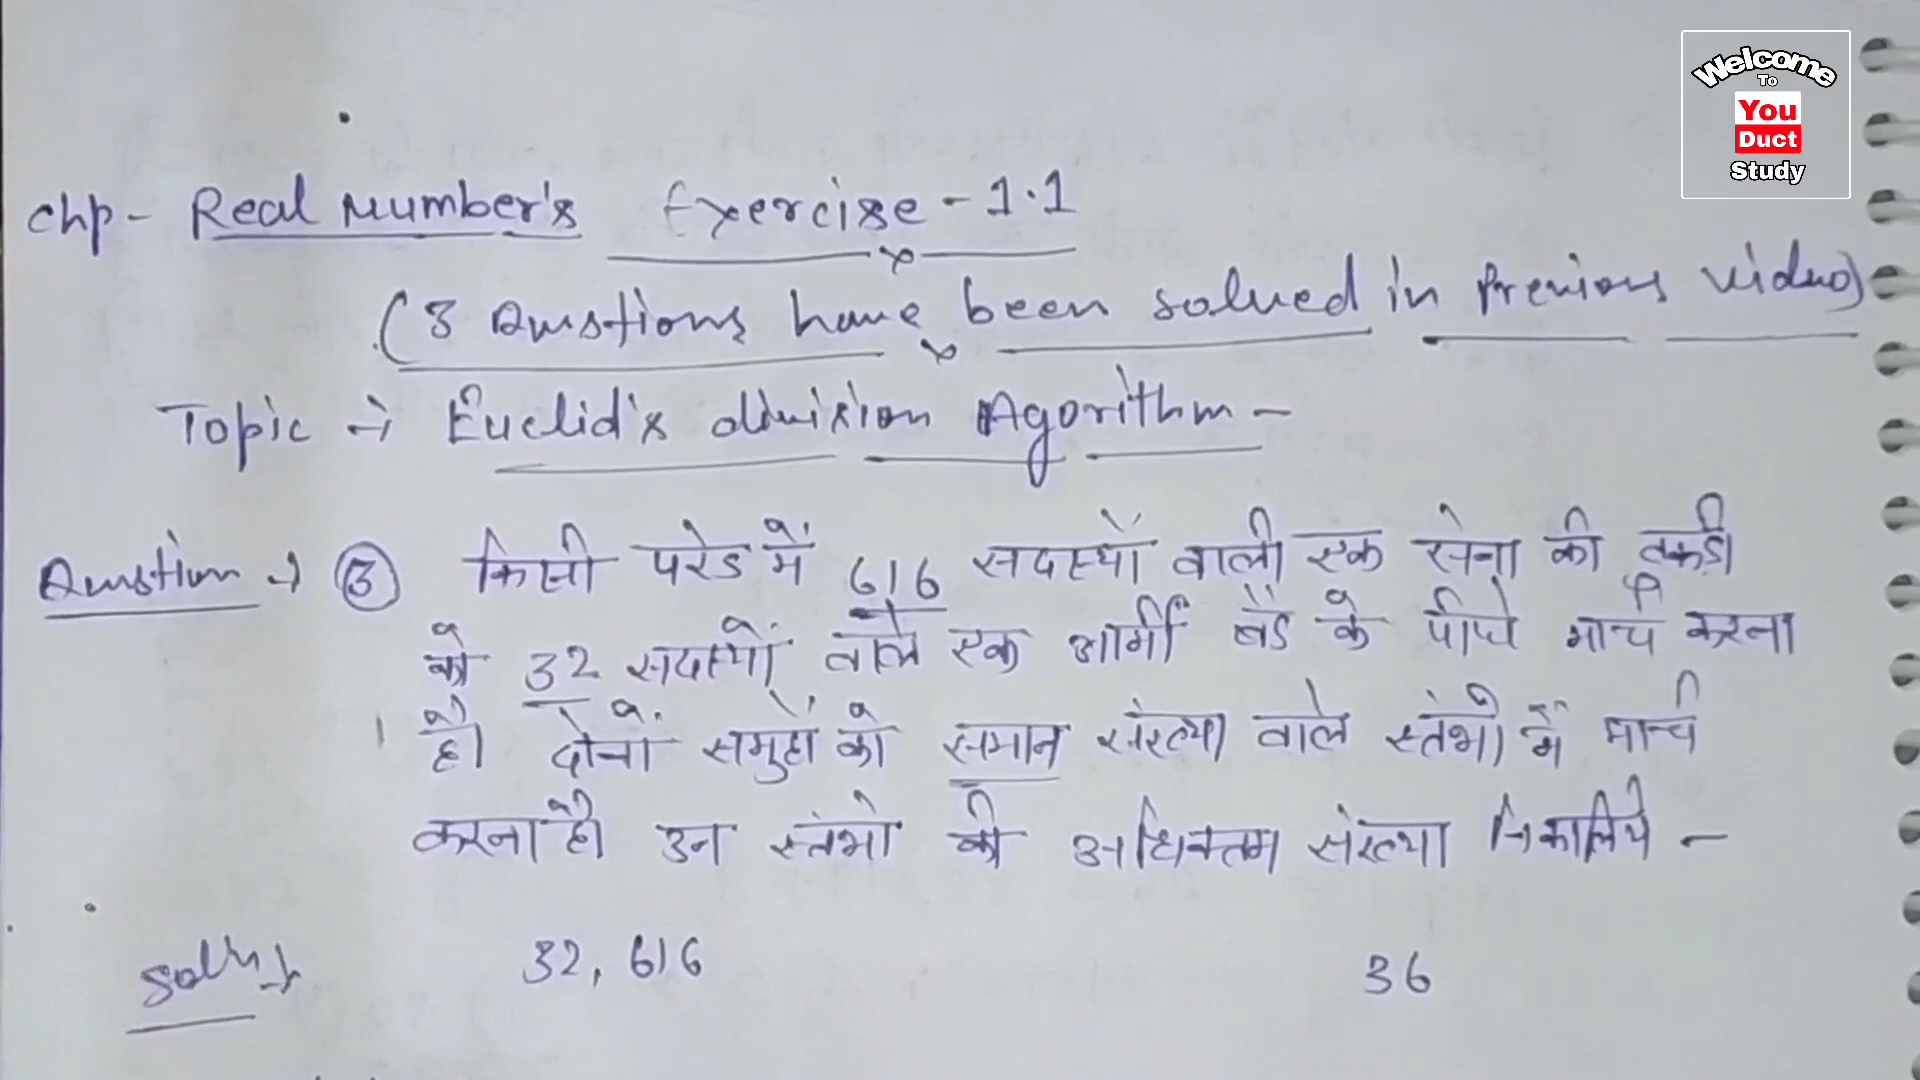 Welcome
To
You
Duct
Study
Chp - Real Number's Exercise - 1.1
(3 Questions have been solved in Previous video)
Topic → Euclid's division Agorithm -
Question → ③ किसी परेड में 616 सदस्यों वाली एक सेना की टुकड़ी
को 32 सदस्यों वाले एक आर्मी बैंड के पीछे मार्च करना
है। दोनों समुहों को समान संख्या वाले स्तंभों में मार्च
करना है। उन स्तंभो की अधिकतम संख्या निकालिये -
Solⁿ → 32, 616 36